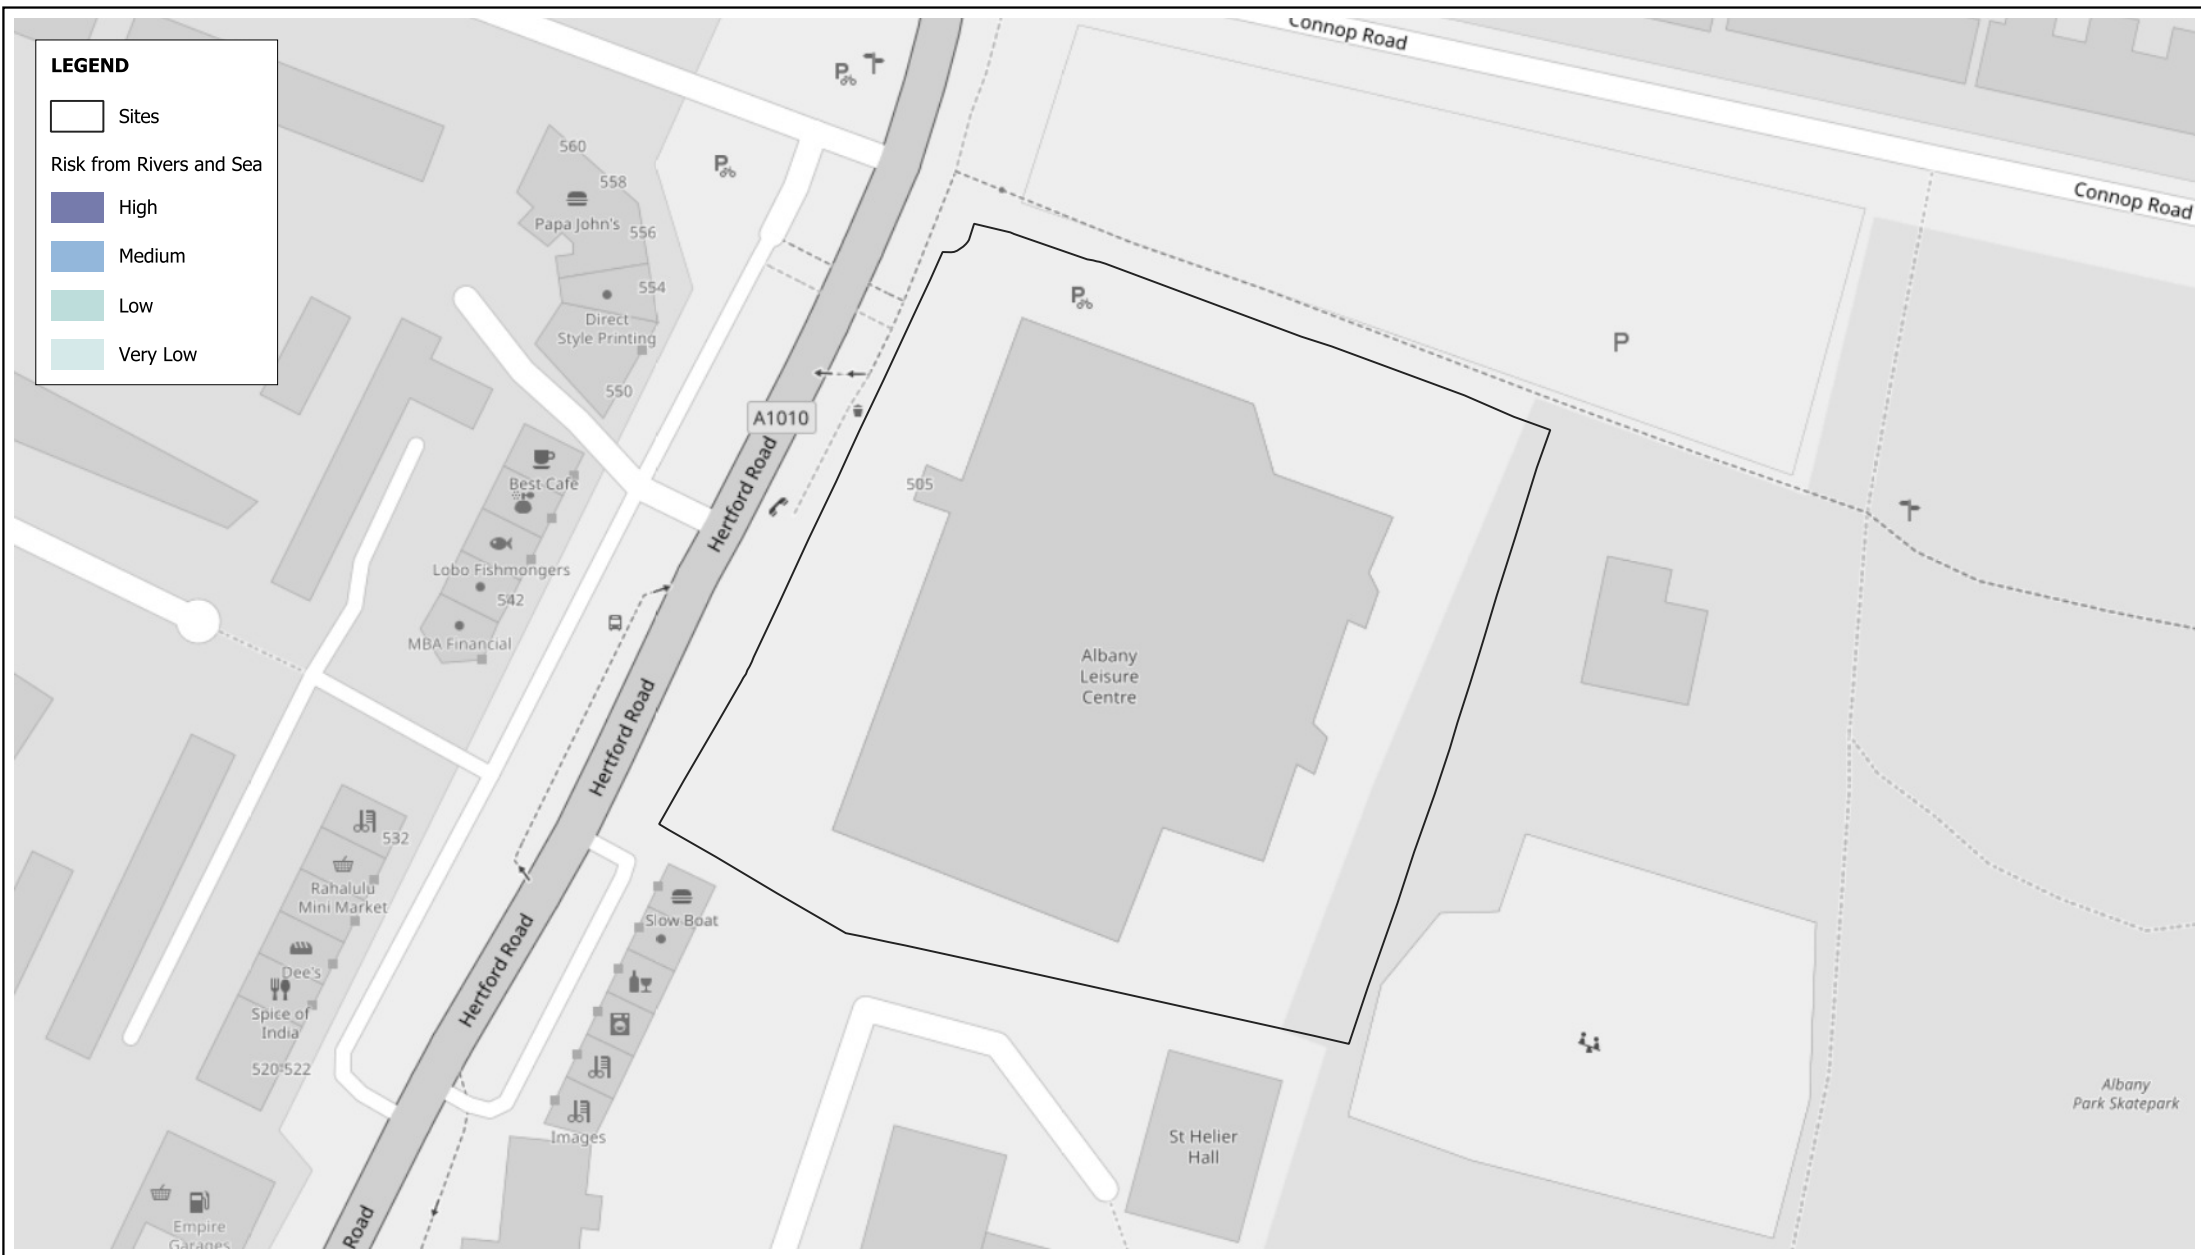 LEGEND
Sites
Risk from Rivers and Sea
High
Medium
Low
Very Low
Connop Road
Connop Road
P
P
560
558
Papa John's
556
554
Direct
Style Printing
550
A1010
Hertford Road
P
P
505
Best Cafe
Lobo Fishmongers
542
MBA Financial
Albany
Leisure
Centre
Hertford Road
532
Rahalulu
Mini Market
Dee's
Spice of
India
520-522
Hertford Road
Slow Boat
Images
St Helier
Hall
Albany
Park Skatepark
Empire
Garages
Road